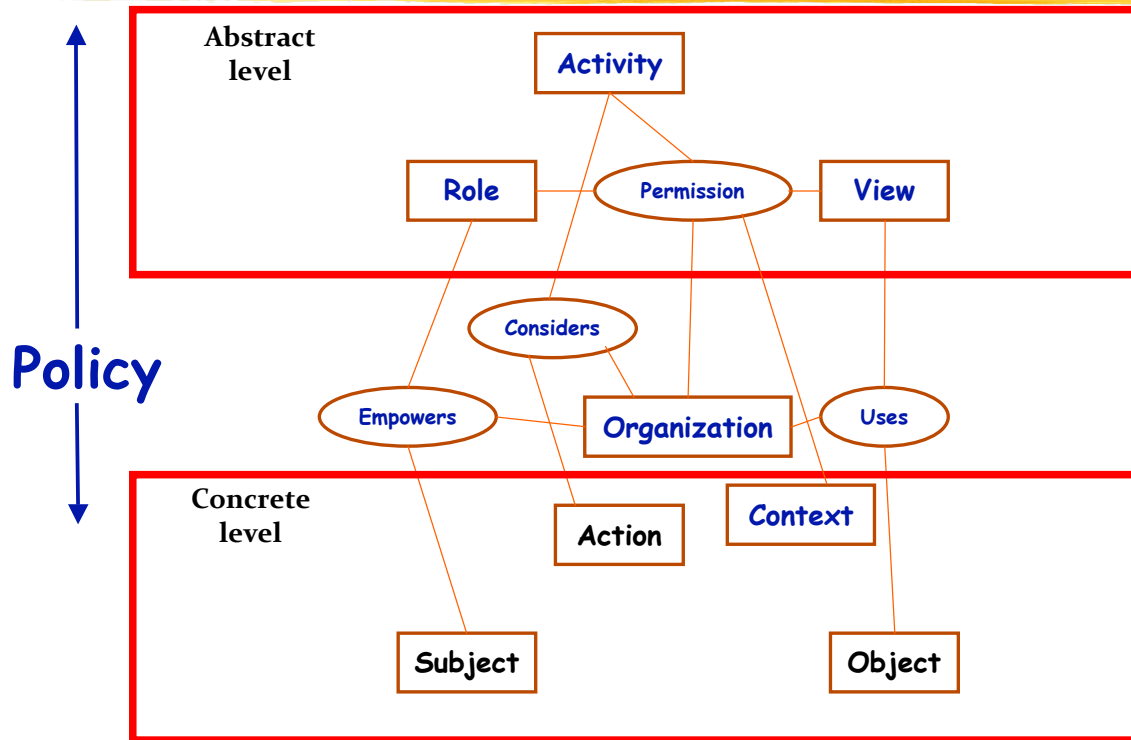 Abstract
level
Activity
Role
Permission
View
Considers
Policy
Empowers
Organization
Uses
Concrete
level
Context
Action
Subject
Object